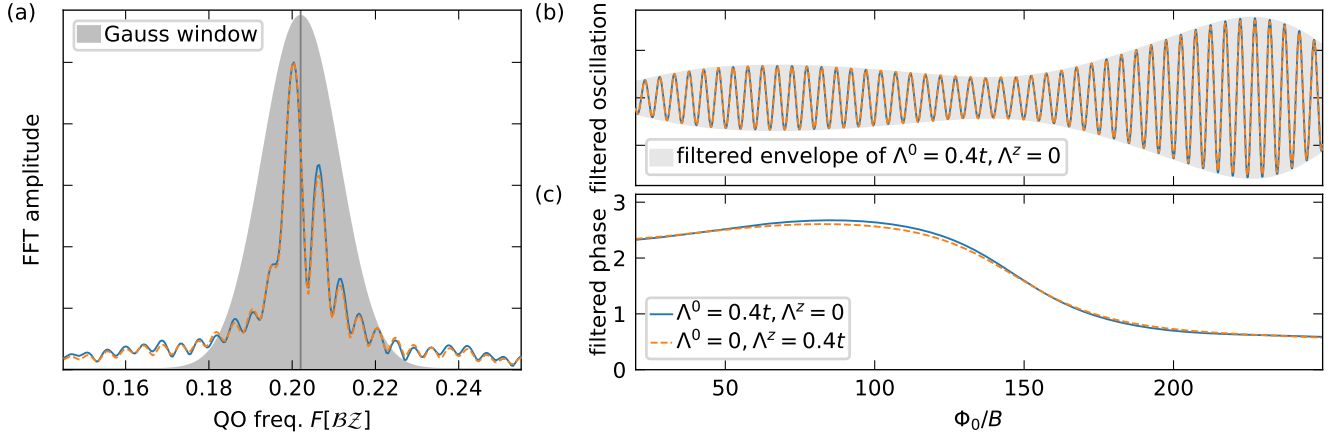 (a)
Gauss window
FFT amplitude
0.16 0.18 0.20 0.22 0.24
QO freq. F[ℬ𝒵]
(b)
filtered oscillation
filtered envelope of Λ⁰ = 0.4t, Λᶻ = 0
(c)
filtered phase
3
2
1
0
Λ⁰ = 0.4t, Λᶻ = 0
Λ⁰ = 0, Λᶻ = 0.4t
50 100 150 200
Φ₀/B